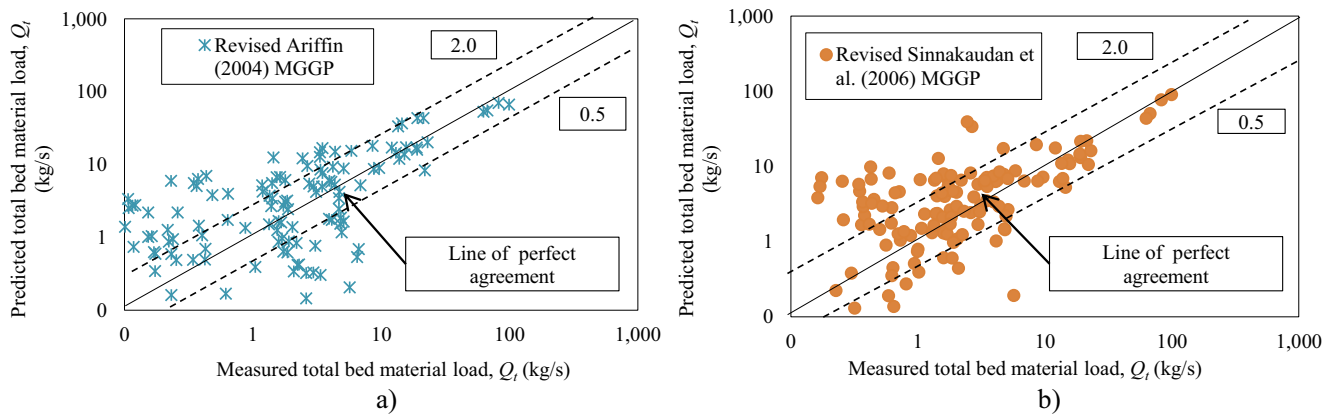 Predicted total bed material load, Qt
(kg/s)
1,000
100
10
1
0
Revised Ariffin
(2004) MGGP
2.0
0.5
Line of perfect
agreement
0 1 10 100 1,000
Measured total bed material load, Qt (kg/s)
a)
Predicted total bed material load, Qt
(kg/s)
1,000
100
10
1
0
Revised Sinnakaudan et
al. (2006) MGGP
2.0
0.5
Line of perfect
agreement
0 1 10 100 1,000
Measured total bed material load, Qt (kg/s)
b)